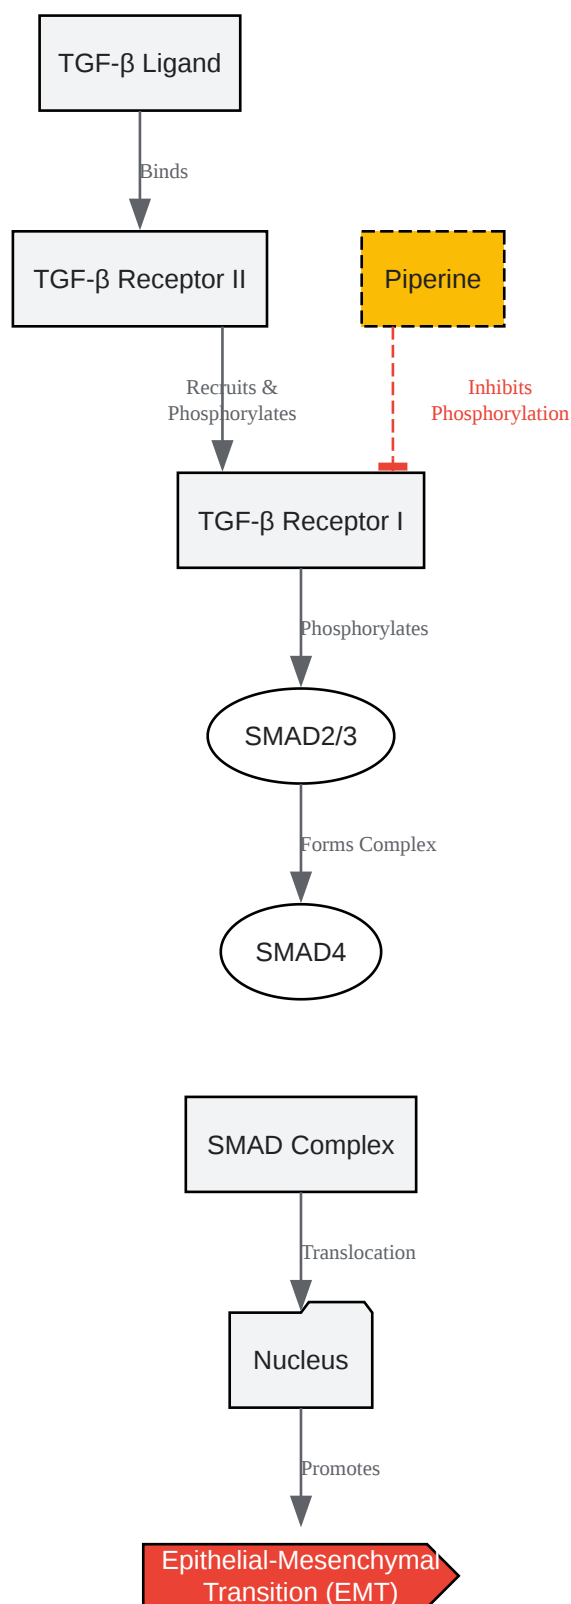 TGF-β Ligand
Binds
TGF-β Receptor II
Piperine
Recruits &
Phosphorylates
Inhibits
Phosphorylation
TGF-β Receptor I
Phosphorylates
SMAD2/3
Forms Complex
SMAD4
SMAD Complex
Translocation
Nucleus
Promotes
Epithelial-Mesenchymal
Transition (EMT)